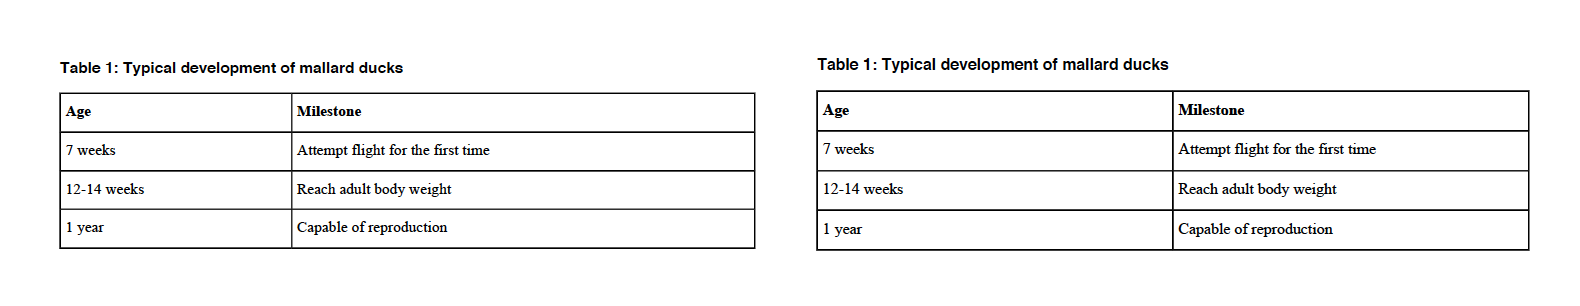 Table 1: Typical development of mallard ducks
Age Milestone
7 weeks Attempt flight for the first time
12-14 weeks Reach adult body weight
1 year Capable of reproduction
Table 1: Typical development of mallard ducks
Age Milestone
7 weeks Attempt flight for the first time
12-14 weeks Reach adult body weight
1 year Capable of reproduction